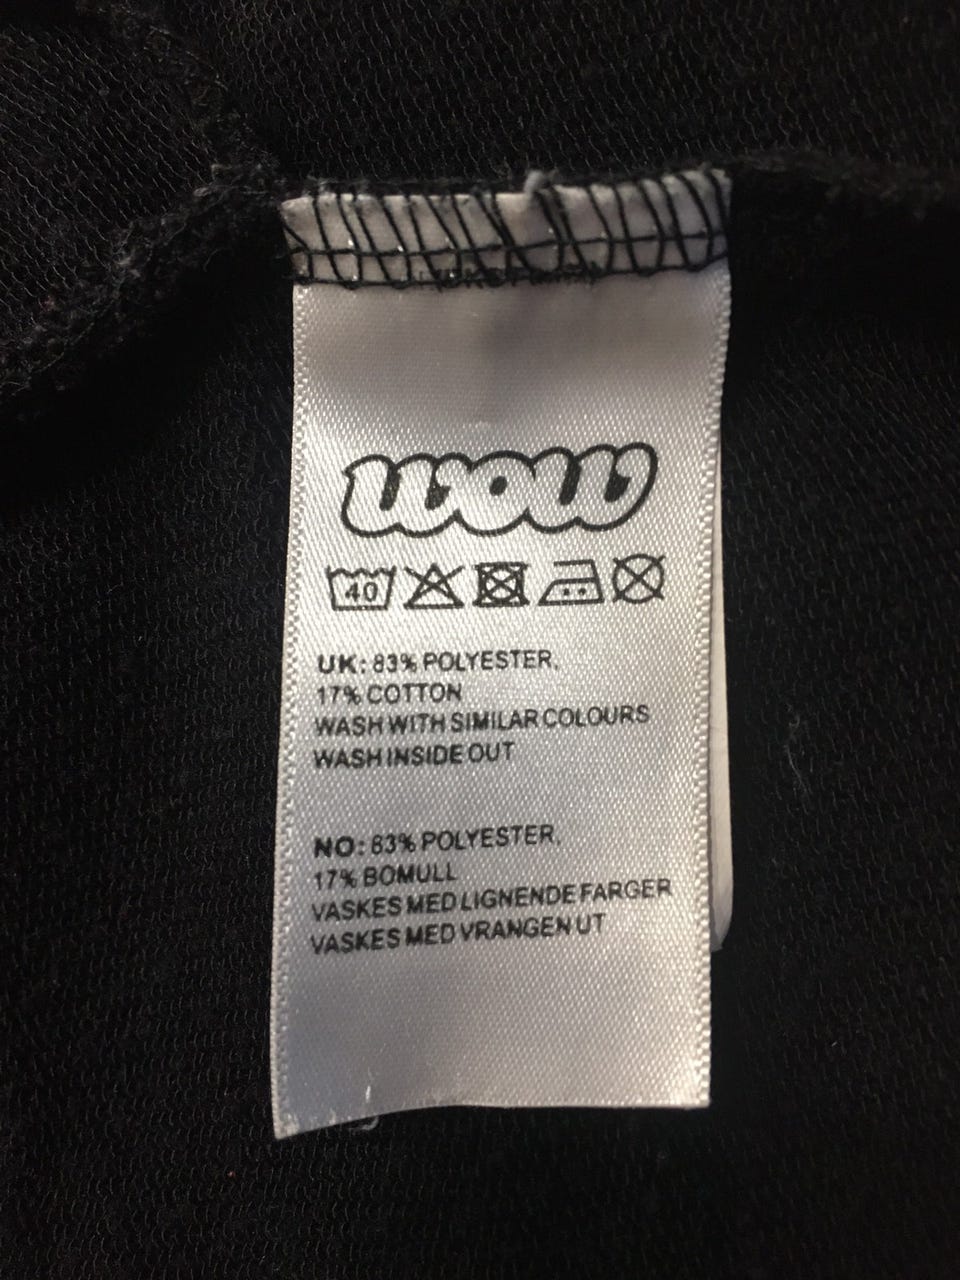 WOW
40
UK: 83% POLYESTER,
17% COTTON
WASH WITH SIMILAR COLOURS
WASH INSIDE OUT
NO: 83% POLYESTER,
17% BOMULL
VASKES MED LIGNENDE FARGER
VASKES MED VRANGEN UT